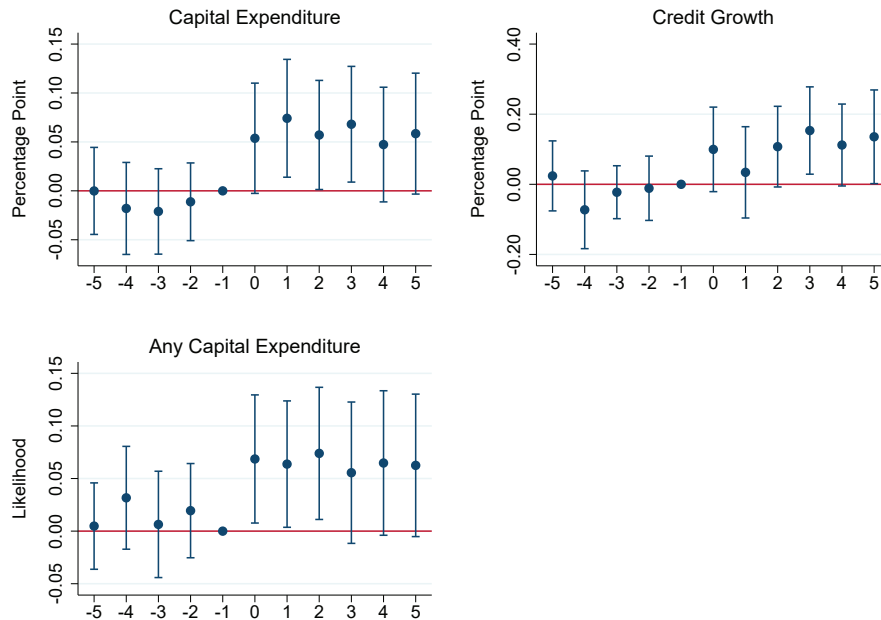 Capital Expenditure
Percentage Point
0.15
0.10
0.05
0.00
-0.05
-5 -4 -3 -2 -1 0 1 2 3 4 5
Credit Growth
Percentage Point
0.40
0.20
0.00
-0.20
-5 -4 -3 -2 -1 0 1 2 3 4 5
Any Capital Expenditure
Likelihood
0.15
0.10
0.05
0.00
-0.05
-5 -4 -3 -2 -1 0 1 2 3 4 5